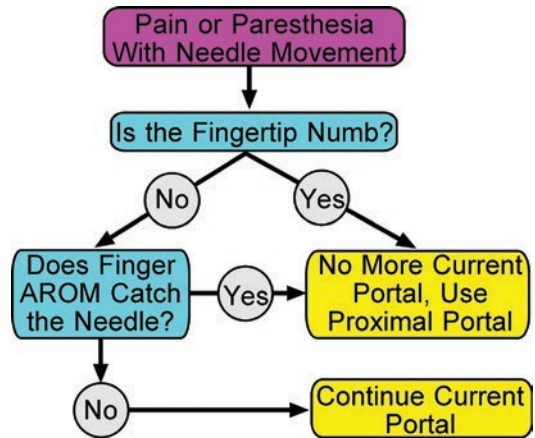 Pain or Paresthesia
With Needle Movement
Is the Fingertip Numb?
No
Yes
Does Finger
AROM Catch
the Needle?
Yes
No More Current
Portal, Use
Proximal Portal
No
Continue Current
Portal